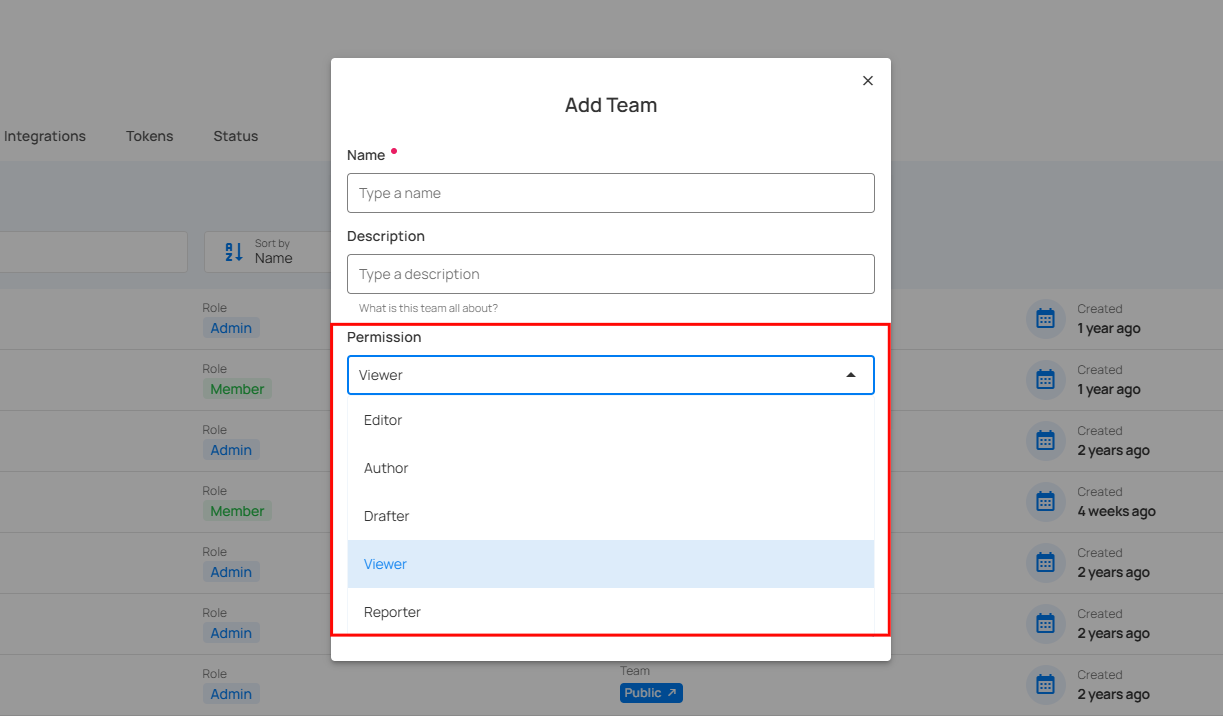 Add Team
Integrations Tokens Status
Name
Type a name
Description
Sort by
Name
Type a description
What is this team all about?
Role
Admin
Created
1 year ago
Permission
Viewer
Role
Member
Created
1 year ago
Editor
Role
Admin
Created
2 years ago
Author
Role
Member
Created
4 weeks ago
Drafter
Role
Admin
Created
2 years ago
Viewer
Role
Admin
Created
2 years ago
Reporter
Role
Admin
Team
Public
Created
2 years ago